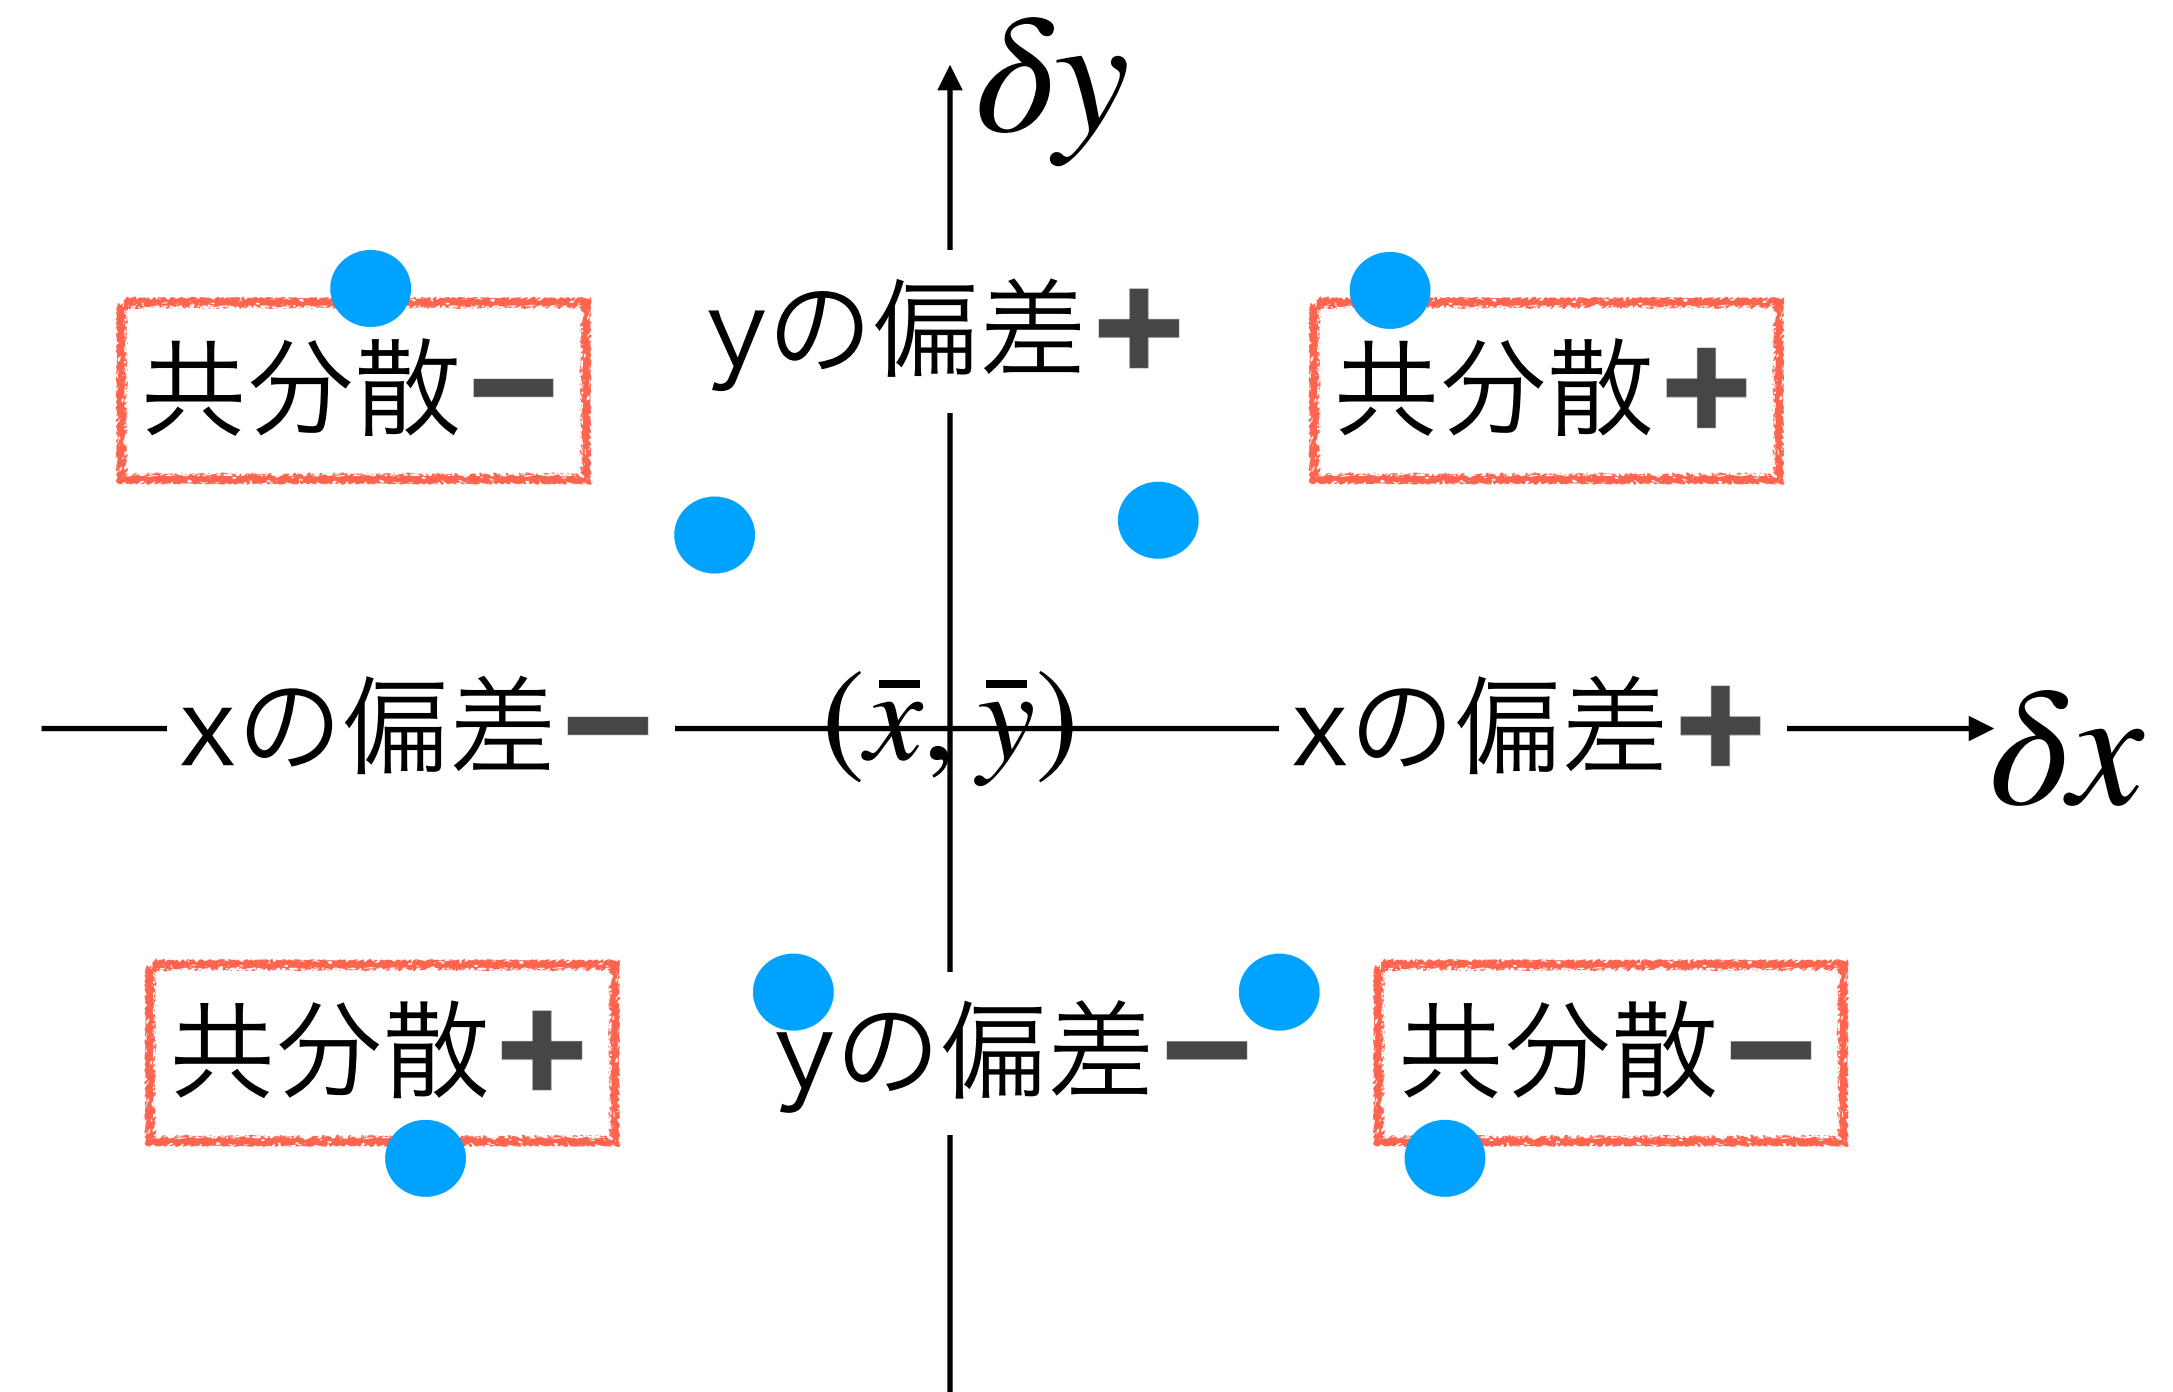 δy
yの偏差+
共分散−
共分散+
xの偏差−
(x̄, ȳ)
xの偏差+
δx
共分散+
yの偏差−
共分散−